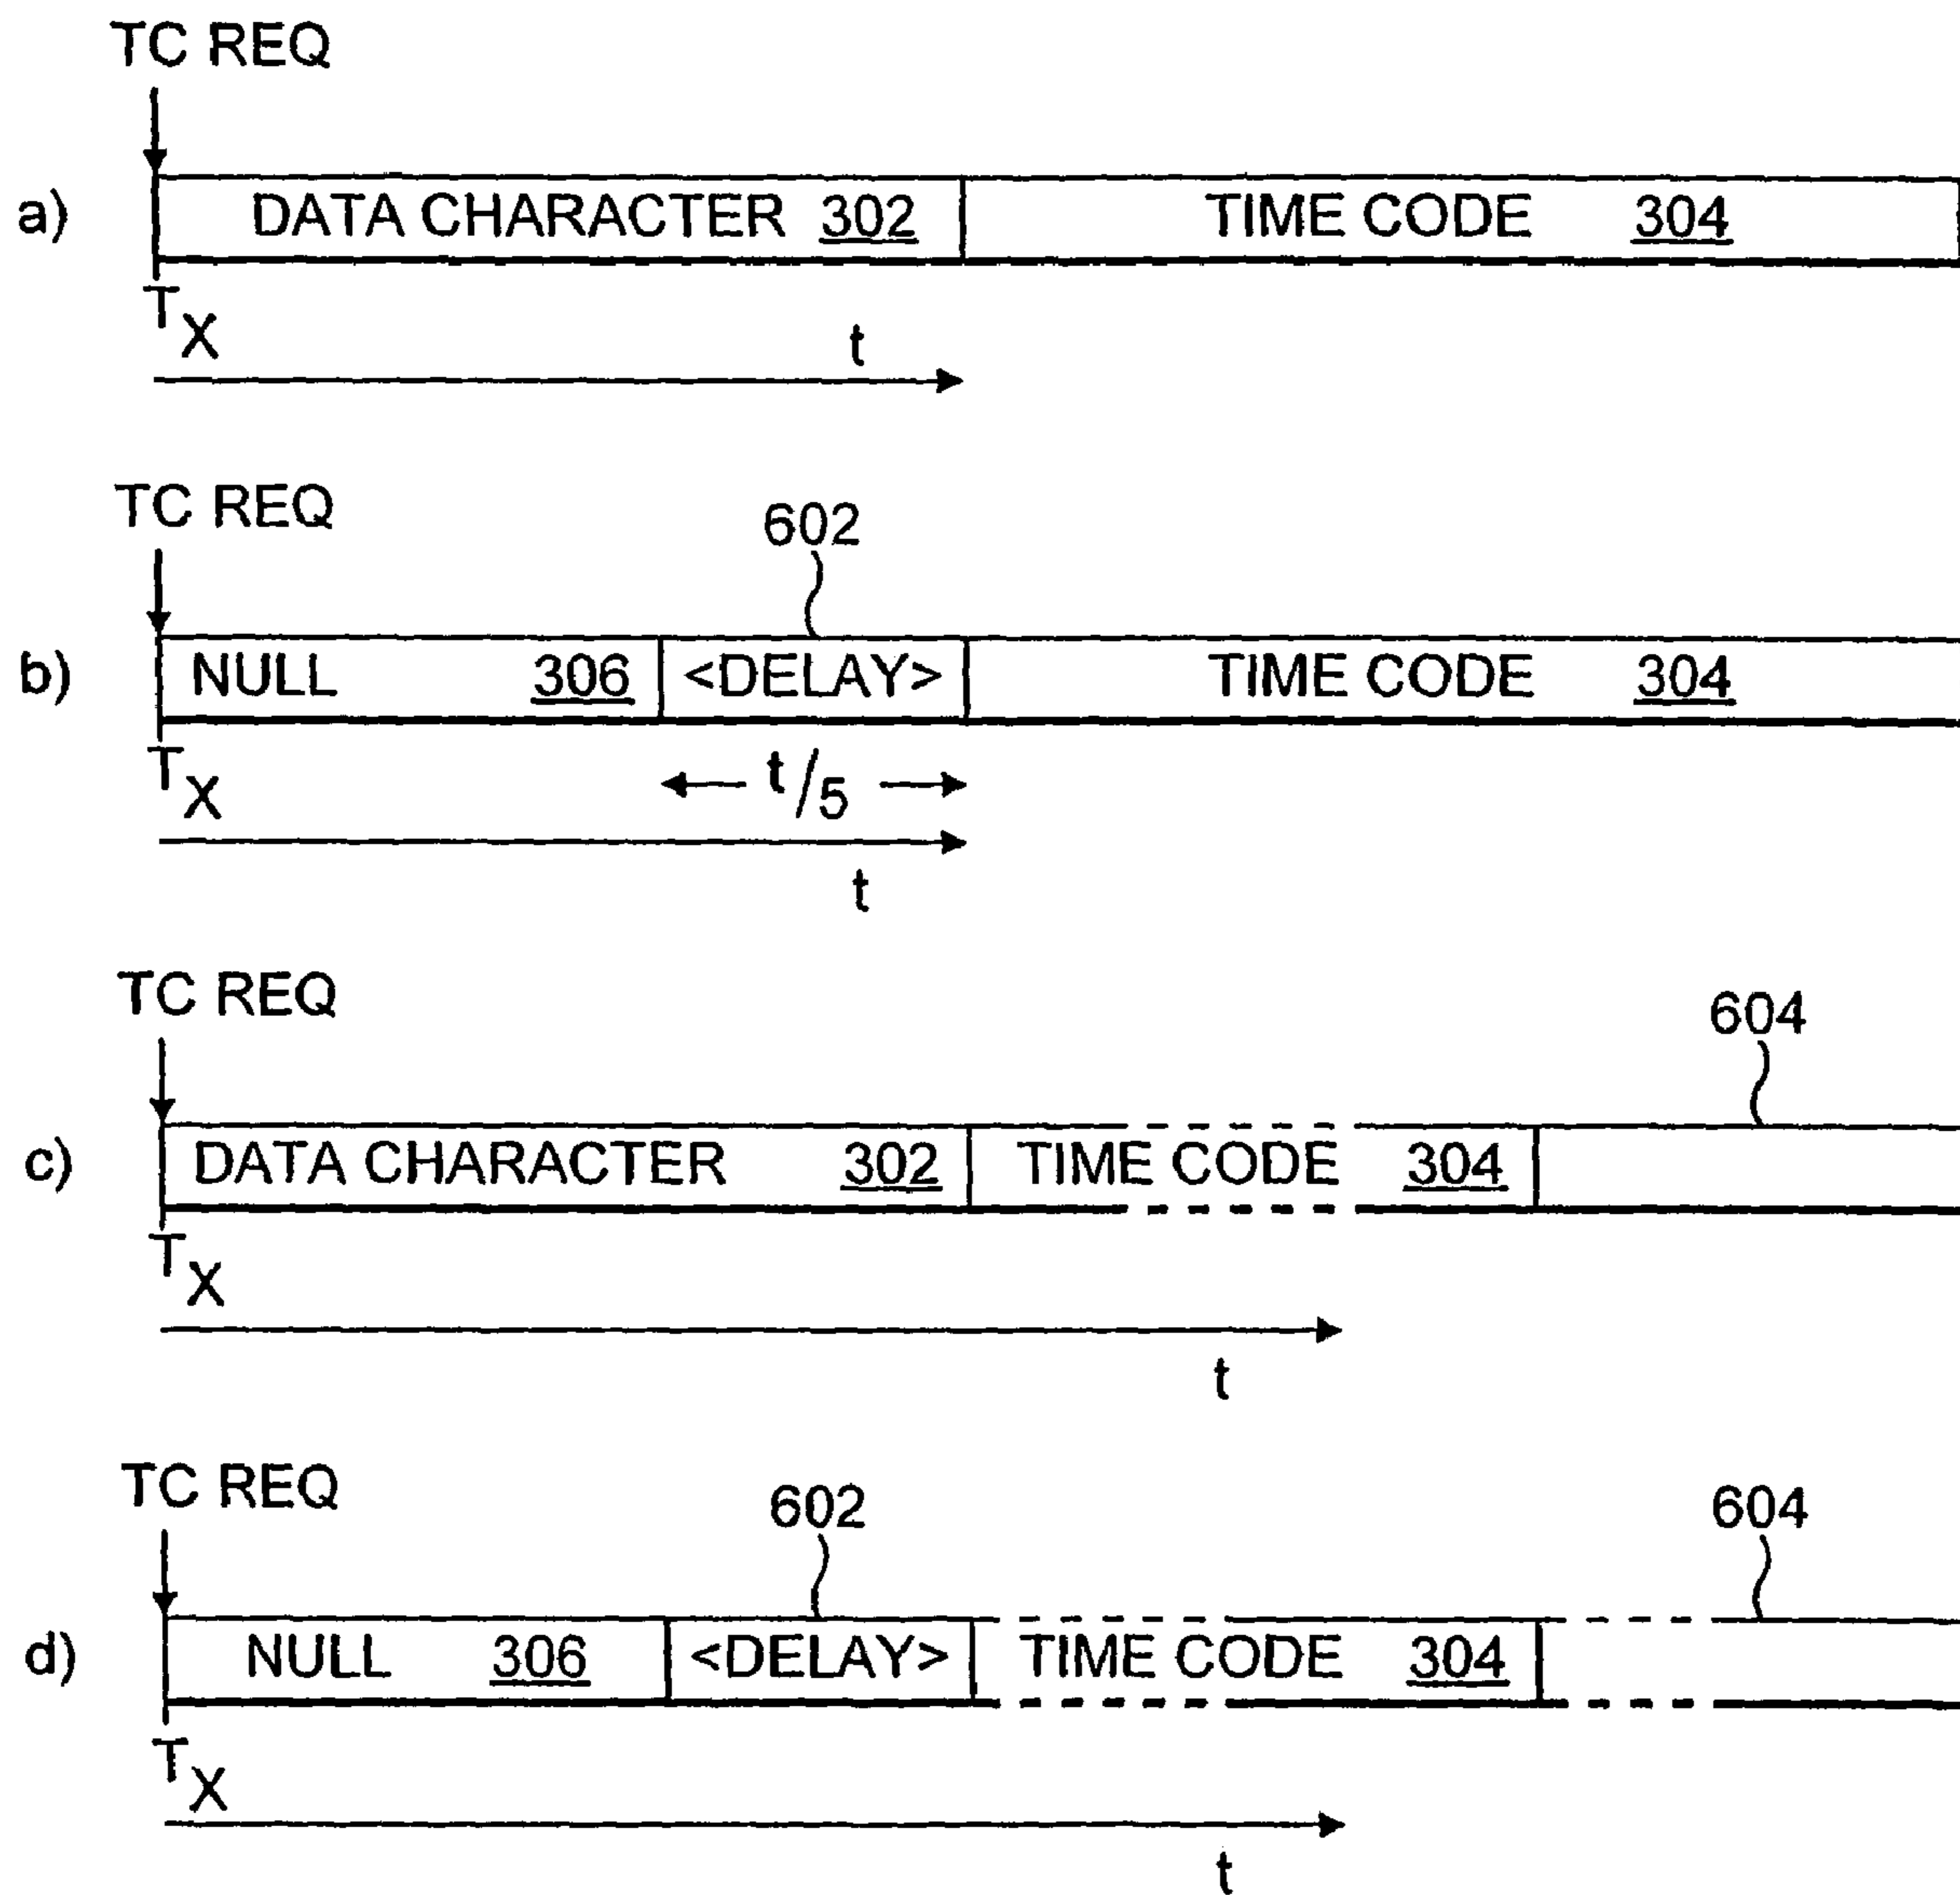 TC REQ
a) DATA CHARACTER 302 TIME CODE 304
TX
t
TC REQ
602
b) NULL 306 <DELAY> TIME CODE 304
TX
t/5
t
TC REQ
604
c) DATA CHARACTER 302 TIME CODE 304
TX
t
TC REQ
602 604
d) NULL 306 <DELAY> TIME CODE 304
TX
t